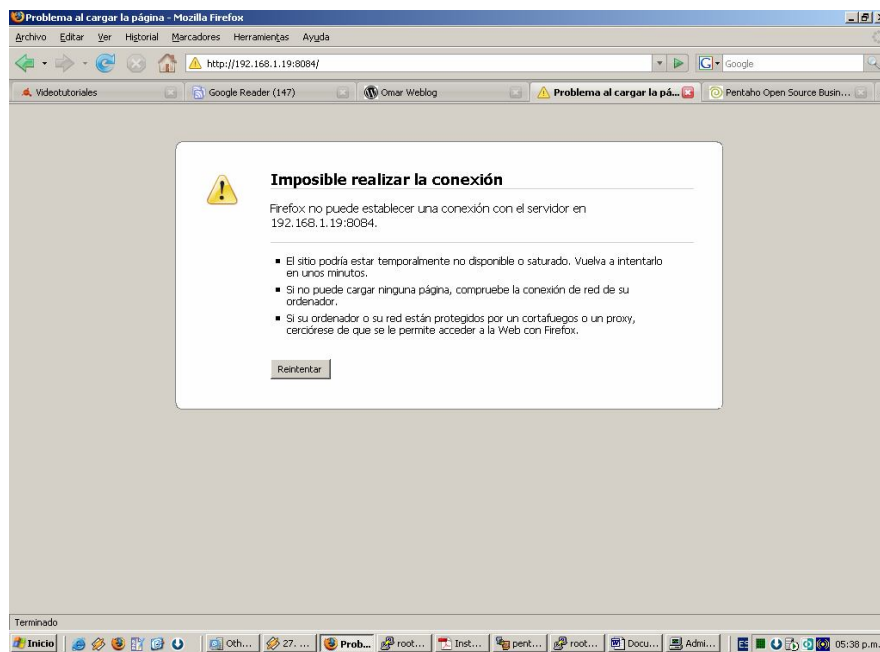 Problema al cargar la página - Mozilla Firefox
Archivo Editar Ver Historial Marcadores Herramientas Ayuda
http://192.168.1.19:8084/
G Google
Videotutoriales
Google Reader (147)
Omar Weblog
Problema al cargar la pá...
Pentaho Open Source Busin...
Imposible realizar la conexión
Firefox no puede establecer una conexión con el servidor en
192.168.1.19:8084.
El sitio podría estar temporalmente no disponible o saturado. Vuelva a intentarlo
en unos minutos.
Si no puede cargar ninguna página, compruebe la conexión de red de su
ordenador.
Si su ordenador o su red están protegidos por un cortafuegos o un proxy,
cerciórese de que se le permite acceder a la Web con Firefox.
Reintentar
Terminado
Inicio Oth... 27. ... Prob... root... Inst... pent... root... Docu... Admi... ES 05:38 p.m.